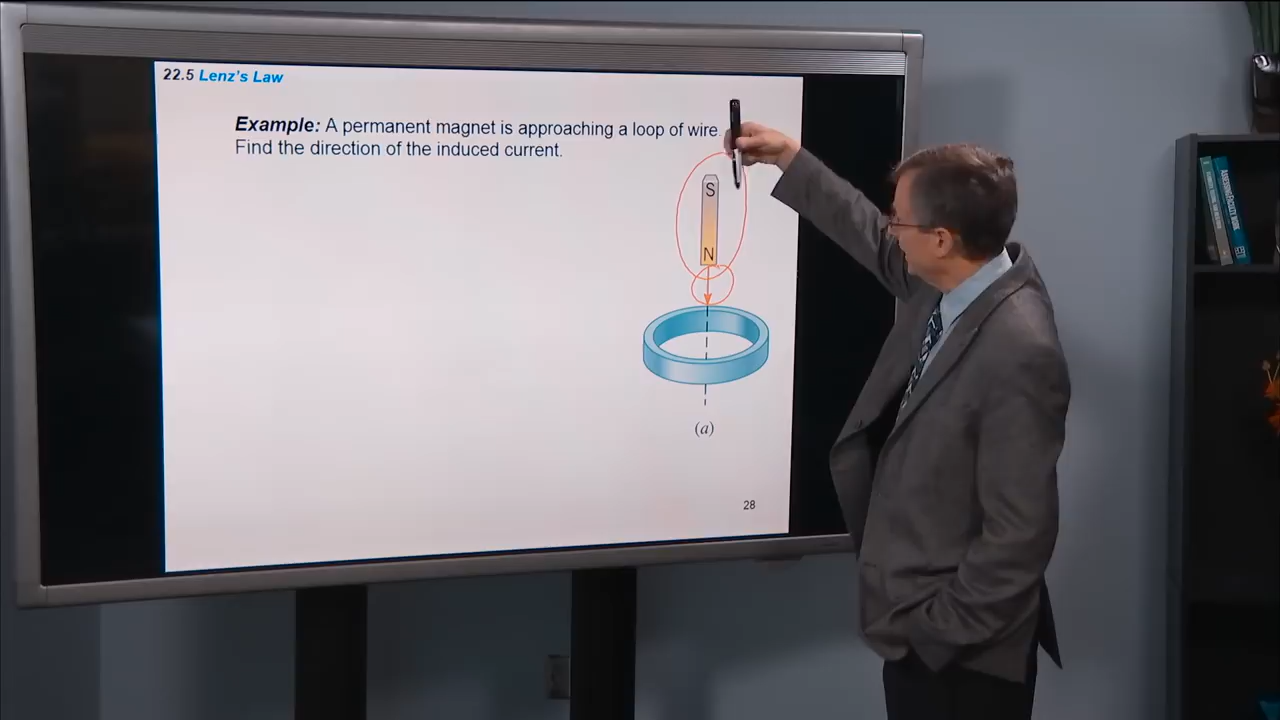 22.5 Lenz's Law
Example: A permanent magnet is approaching a loop of wire.
Find the direction of the induced current.
S
N
(a)
28